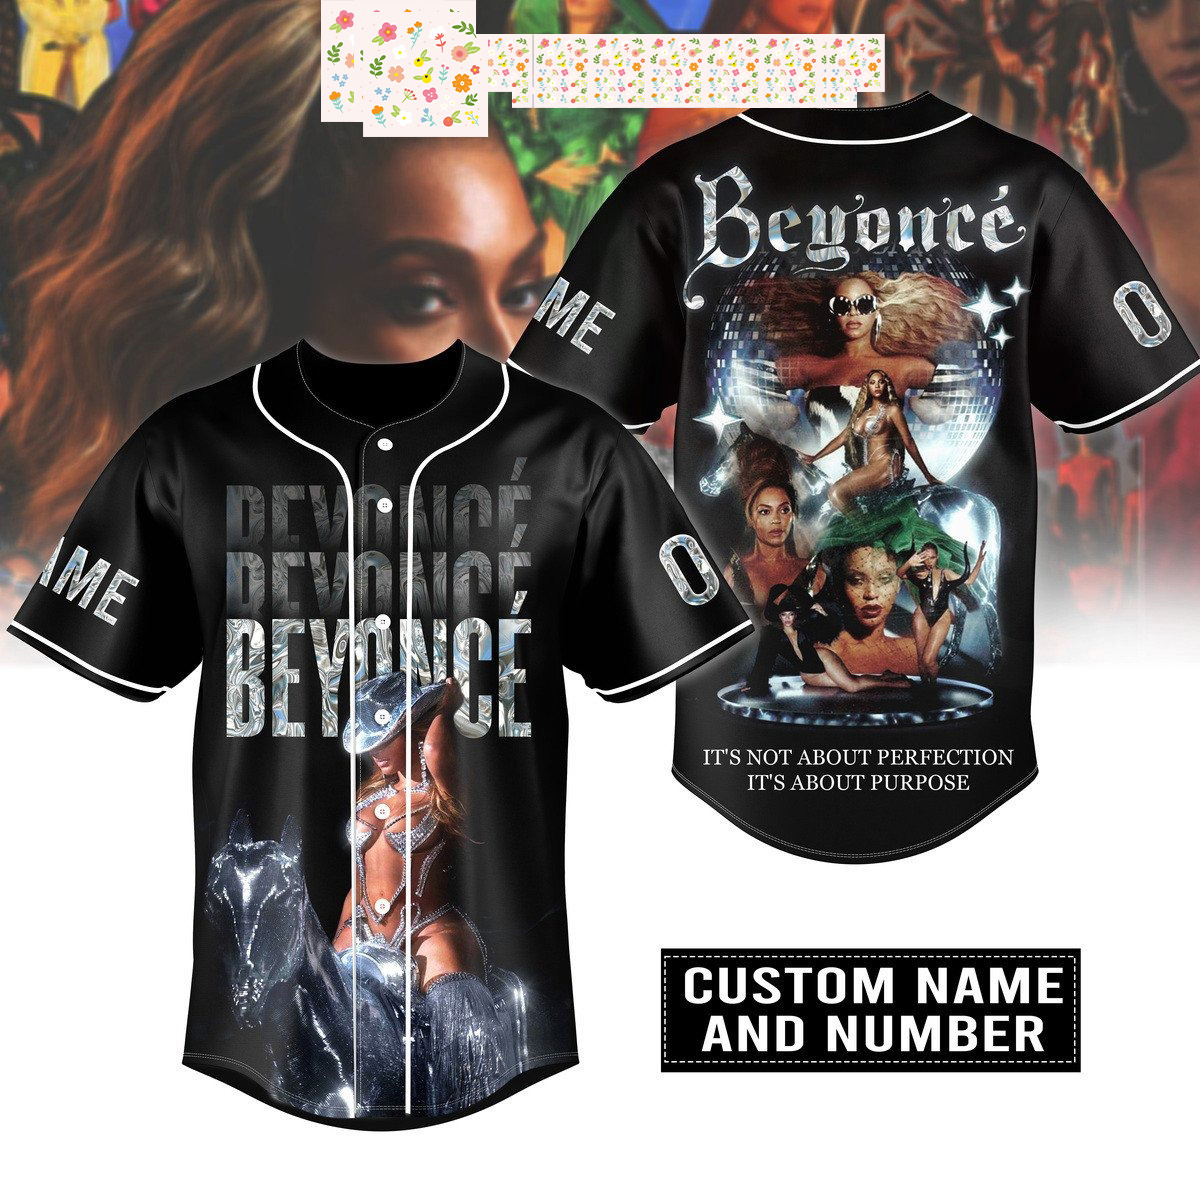 Beyoncé
AME
0
BEYONCÉ
BEYONCÉ
BEYONCÉ
AME
0
IT'S NOT ABOUT PERFECTION
IT'S ABOUT PURPOSE
CUSTOM NAME
AND NUMBER